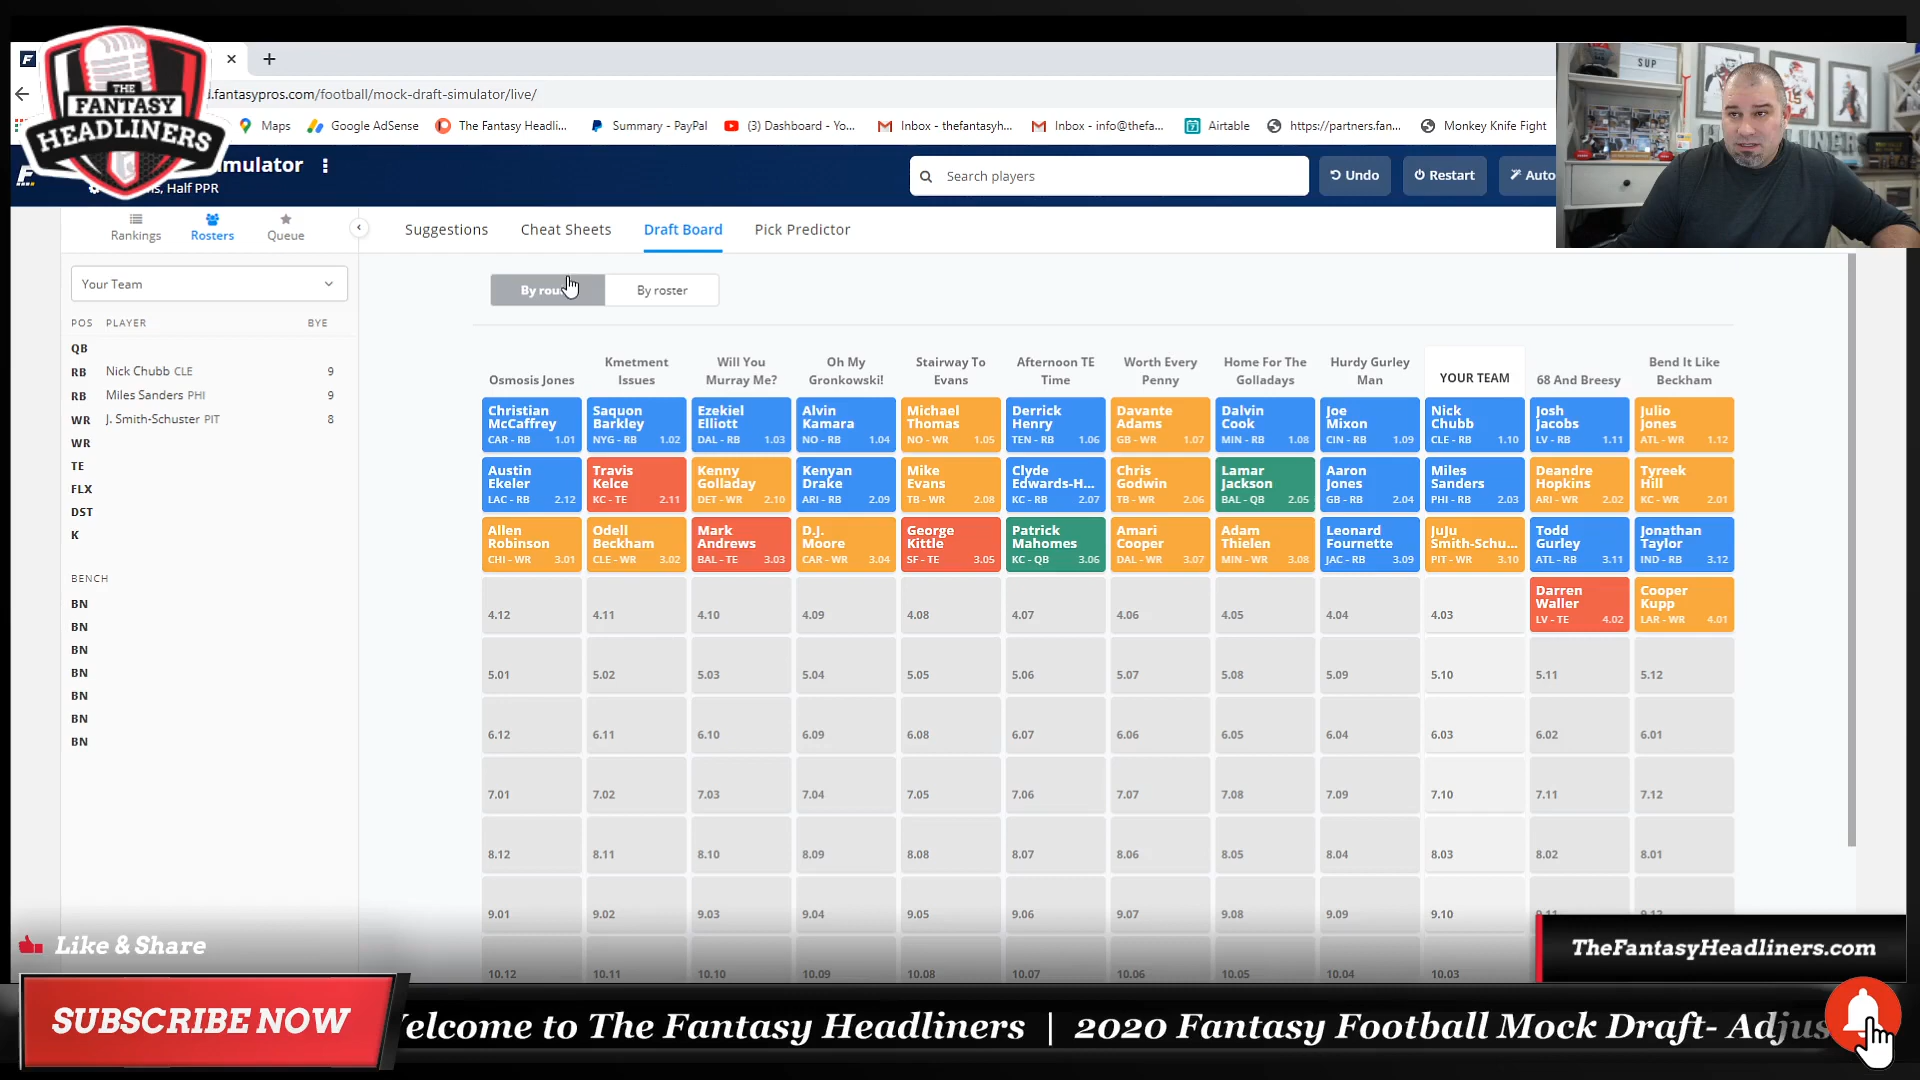 THE
FANTASY
HEADLINERS
d.fantasypros.com/football/mock-draft-simulator/live/
Maps
Google AdSense
The Fantasy Headli...
Summary - PayPal
(3) Dashboard - Yo...
Inbox - thefantasyh...
Inbox - info@thefa...
Airtable
https://partners.fan...
Monkey Knife Fight
SUP
Half PPR
Search players
Undo
Restart
Auto
Rankings
Rosters
Queue
Suggestions
Cheat Sheets
Draft Board
Pick Predictor
Your Team
By rou
By roster
POS PLAYER BYE
QB
RB Nick Chubb CLE 9
RB Miles Sanders PHI 9
WR J. Smith-Schuster PIT 8
WR
TE
FLX
DST
K
BENCH
BN
BN
BN
BN
BN
BN
BN
Osmosis Jones
Kmetment Issues
Will You Murray Me?
Oh My Gronkowski!
Stairway To Evans
Afternoon TE Time
Worth Every Penny
Home For The Golladays
Hurdy Gurley Man
YOUR TEAM
68 And Breesy
Bend It Like Beckham
Christian McCaffrey CAR - RB 1.01
Saquon Barkley NYG - RB 1.02
Ezekiel Elliott DAL - RB 1.03
Alvin Kamara NO - RB 1.04
Michael Thomas NO - WR 1.05
Derrick Henry TEN - RB 1.06
Davante Adams GB - WR 1.07
Dalvin Cook MIN - RB 1.08
Joe Mixon CIN - RB 1.09
Nick Chubb CLE - RB 1.10
Josh Jacobs LV - RB 1.11
Julio Jones ATL - WR 1.12
Austin Ekeler LAC - RB 2.12
Travis Kelce KC - TE 2.11
Kenny Golladay DET - WR 2.10
Kenyan Drake ARI - RB 2.09
Mike Evans TB - WR 2.08
Clyde Edwards-H... KC - RB 2.07
Chris Godwin TB - WR 2.06
Lamar Jackson BAL - QB 2.05
Aaron Jones GB - RB 2.04
Miles Sanders PHI - RB 2.03
Deandre Hopkins ARI - WR 2.02
Tyreek Hill KC - WR 2.01
Allen Robinson CHI - WR 3.01
Odell Beckham CLE - WR 3.02
Mark Andrews BAL - TE 3.03
D.J. Moore CAR - WR 3.04
George Kittle SF - TE 3.05
Patrick Mahomes KC - QB 3.06
Amari Cooper DAL - WR 3.07
Adam Thielen MIN - WR 3.08
Leonard Fournette JAC - RB 3.09
JuJu Smith-Schu... PIT - WR 3.10
Todd Gurley ATL - RB 3.11
Jonathan Taylor IND - RB 3.12
4.12 4.11 4.10 4.09 4.08 4.07 4.06 4.05 4.04 4.03
Darren Waller LV - TE 4.02
Cooper Kupp LAR - WR 4.01
5.01 5.02 5.03 5.04 5.05 5.06 5.07 5.08 5.09 5.10 5.11 5.12
6.12 6.11 6.10 6.09 6.08 6.07 6.06 6.05 6.04 6.03 6.02 6.01
7.01 7.02 7.03 7.04 7.05 7.06 7.07 7.08 7.09 7.10 7.11 7.12
8.12 8.11 8.10 8.09 8.08 8.07 8.06 8.05 8.04 8.03 8.02 8.01
9.01 9.02 9.03 9.04 9.05 9.06 9.07 9.08 9.09 9.10
10.12 10.11 10.10 10.09 10.08 10.07 10.06 10.05 10.04 10.03
Like & Share
TheFantasyHeadliners.com
SUBSCRIBE NOW
elcome to The Fantasy Headliners | 2020 Fantasy Football Mock Draft- Adjus